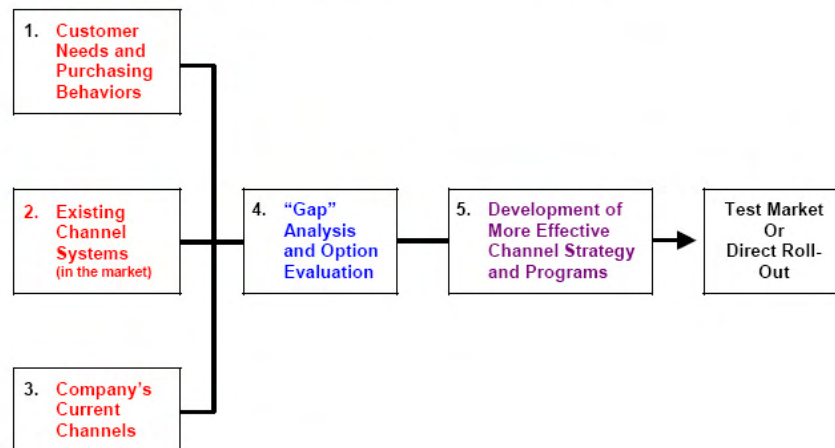 1. Customer
Needs and
Purchasing
Behaviors
2. Existing
Channel
Systems
(in the market)
3. Company’s
Current
Channels
4. “Gap”
Analysis
and Option
Evaluation
5. Development of
More Effective
Channel Strategy
and Programs
Test Market
Or
Direct Roll-
Out